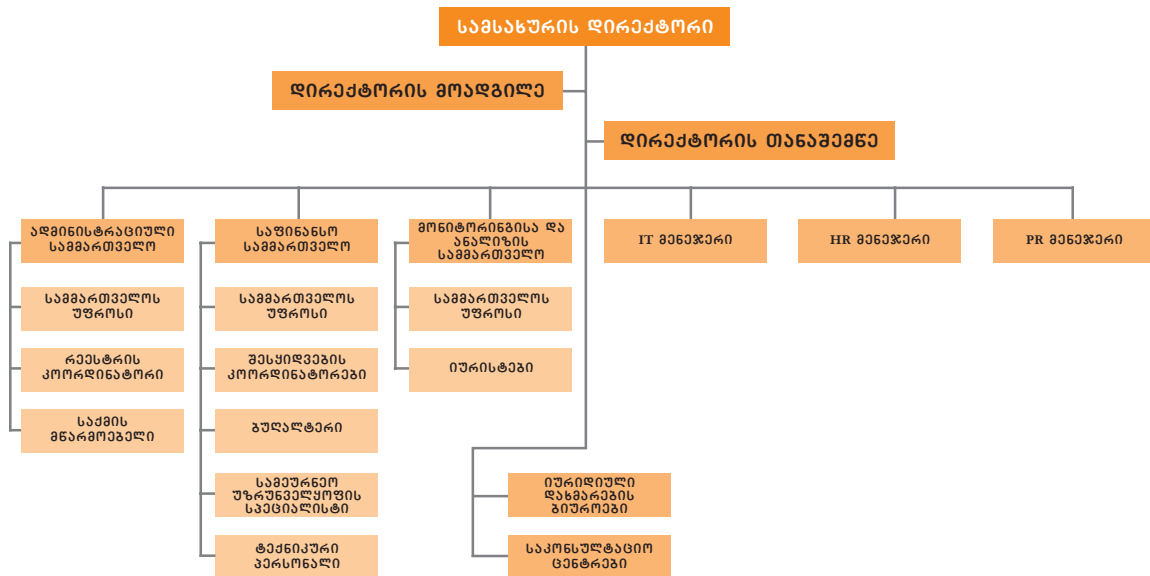 სამსახურის დირექტორი
დირექტორის მოადგილე
დირექტორის თანაშემწე
ადმინისტრაციული
სამმართველო
საფინანსო
სამმართველო
მონიტორინგისა და
ანალიზის
სამმართველო
IT მენეჯერი
HR მენეჯერი
PR მენეჯერი
სამმართველოს
უფროსი
სამმართველოს
უფროსი
სამმართველოს
უფროსი
რეესტრის
კოორდინატორი
შესყიდვების
კოორდინატორები
იურისტები
საქმის
მწარმოებელი
ბუღალტერი
სამეურნეო
უზრუნველყოფის
სპეციალისტი
იურიდიული
დახმარების
ბიუროები
ტექნიკური
პერსონალი
საკონსულტაციო
ცენტრები